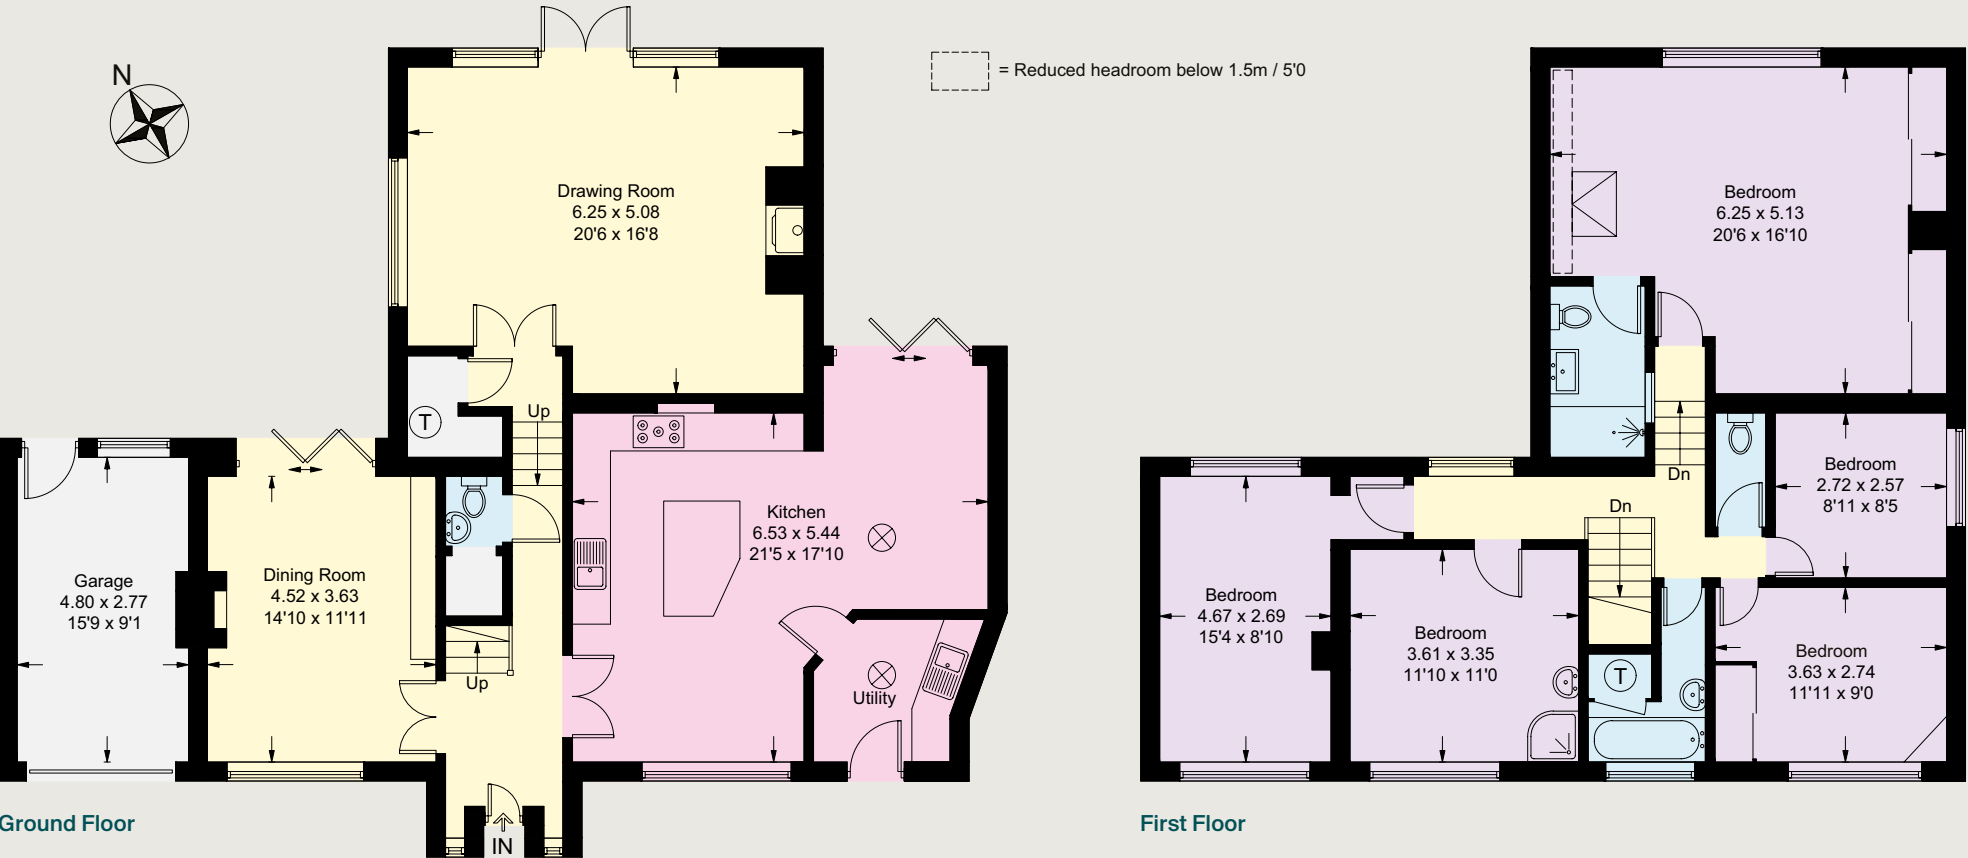 N
= Reduced headroom below 1.5m / 5'0
Drawing Room
6.25 x 5.08
20'6 x 16'8
T
Up
Kitchen
6.53 x 5.44
21'5 x 17'10
Garage
4.80 x 2.77
15'9 x 9'1
Dining Room
4.52 x 3.63
14'10 x 11'11
Up
Utility
IN
Ground Floor
Bedroom
6.25 x 5.13
20'6 x 16'10
Dn
Dn
Bedroom
2.72 x 2.57
8'11 x 8'5
Bedroom
4.67 x 2.69
15'4 x 8'10
Bedroom
3.61 x 3.35
11'10 x 11'0
T
Bedroom
3.63 x 2.74
11'11 x 9'0
First Floor